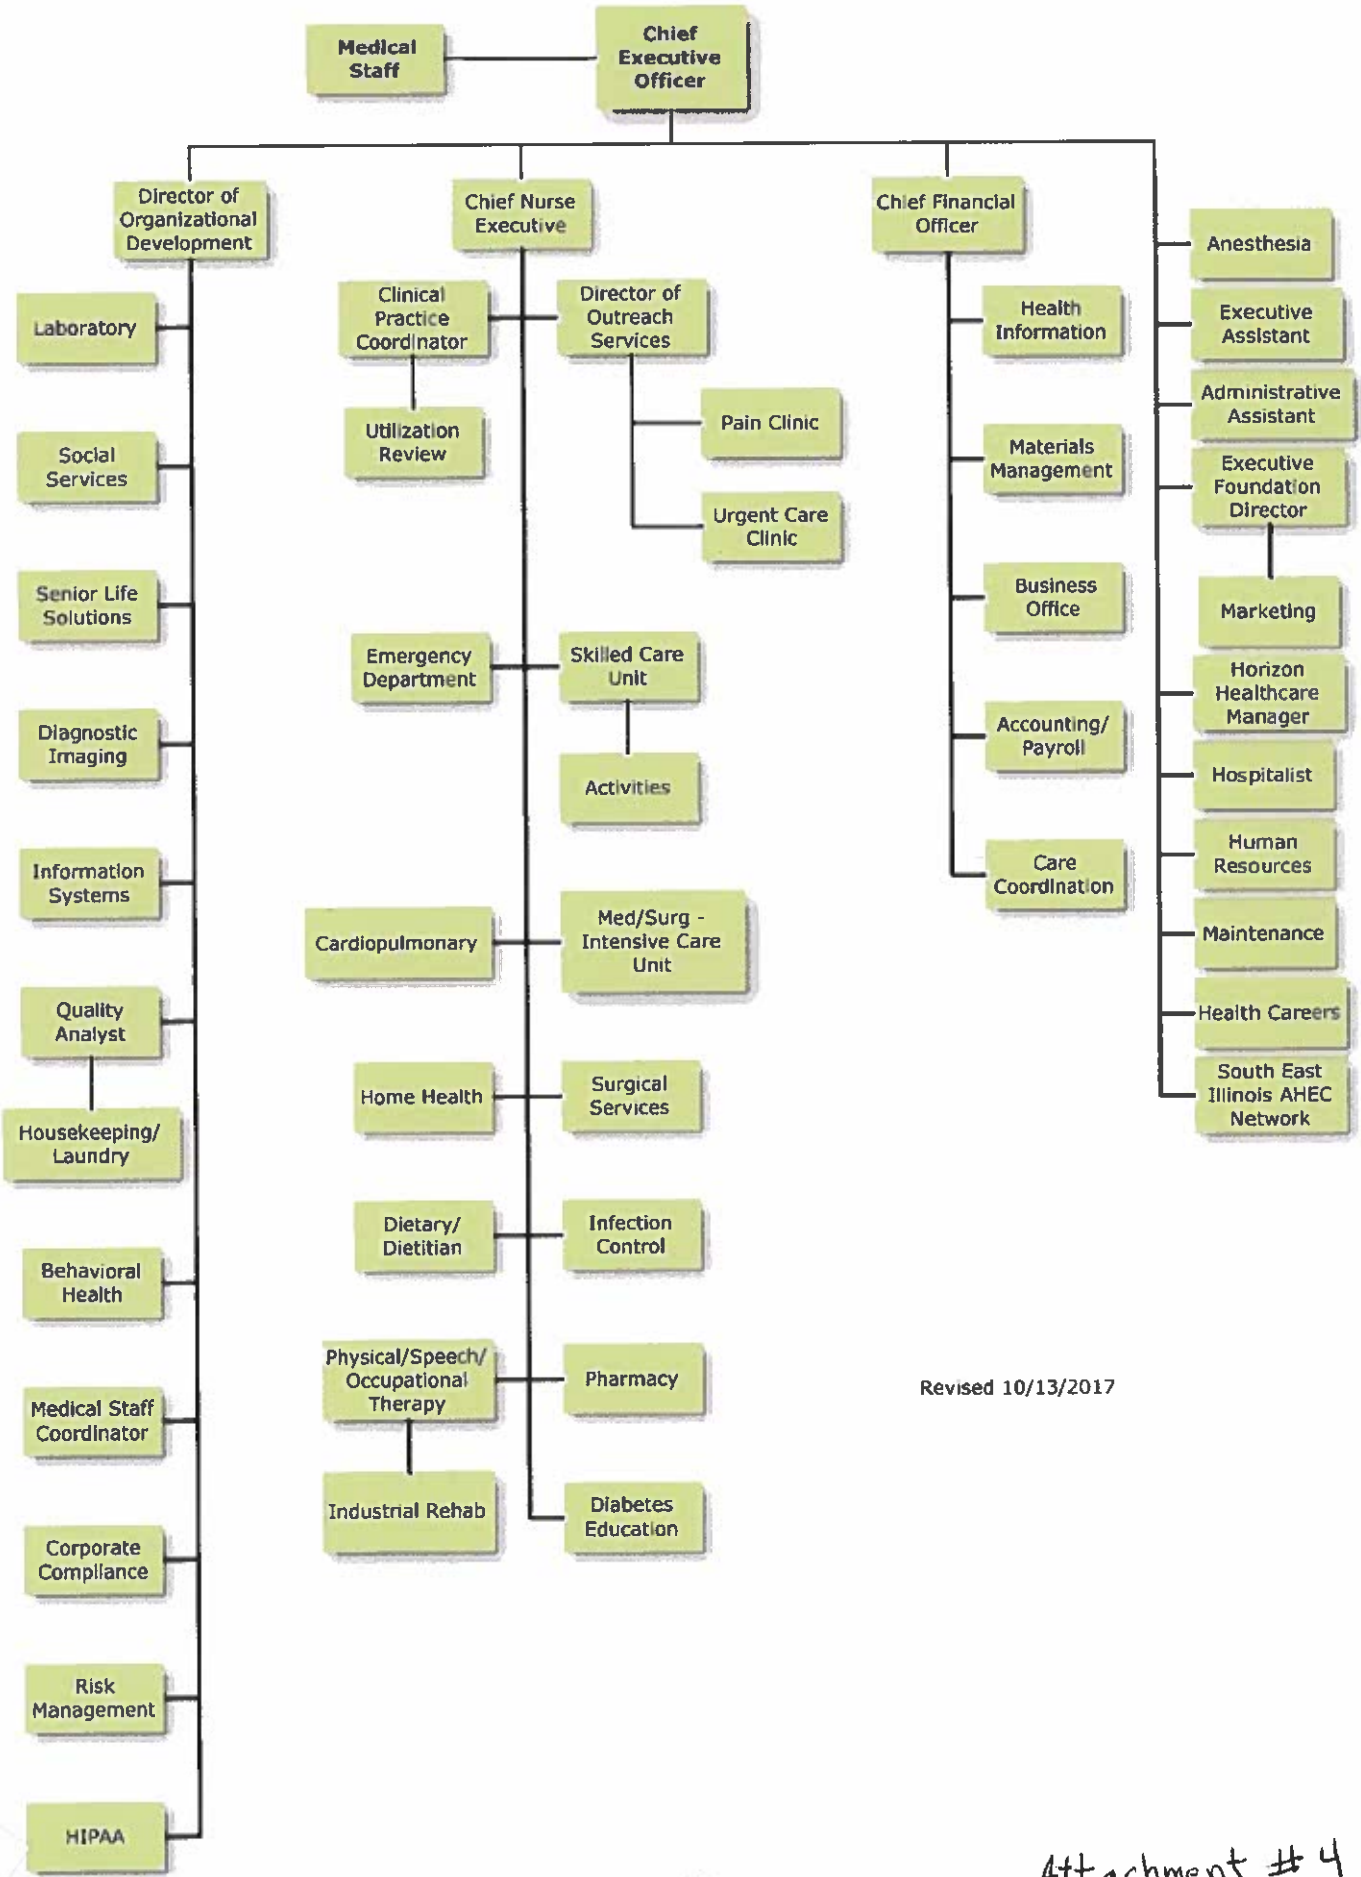 Medical
Staff
Chief
Executive
Officer
Director of
Organizational
Development
Laboratory
Social
Services
Senior Life
Solutions
Diagnostic
Imaging
Information
Systems
Quality
Analyst
Housekeeping/
Laundry
Behavioral
Health
Medical Staff
Coordinator
Corporate
Compliance
Risk
Management
HIPAA
Chief Nurse
Executive
Clinical
Practice
Coordinator
Utilization
Review
Director of
Outreach
Services
Pain Clinic
Urgent Care
Clinic
Emergency
Department
Skilled Care
Unit
Activities
Cardiopulmonary
Med/Surg -
Intensive Care
Unit
Home Health
Surgical
Services
Dietary/
Dietitian
Infection
Control
Physical/Speech/
Occupational
Therapy
Industrial Rehab
Pharmacy
Diabetes
Education
Chief Financial
Officer
Health
Information
Materials
Management
Business
Office
Accounting/
Payroll
Care
Coordination
Anesthesia
Executive
Assistant
Administrative
Assistant
Executive
Foundation
Director
Marketing
Horizon
Healthcare
Manager
Hospitalist
Human
Resources
Maintenance
Health Careers
South East
Illinois AHEC
Network
Revised 10/13/2017
Attachment # 4